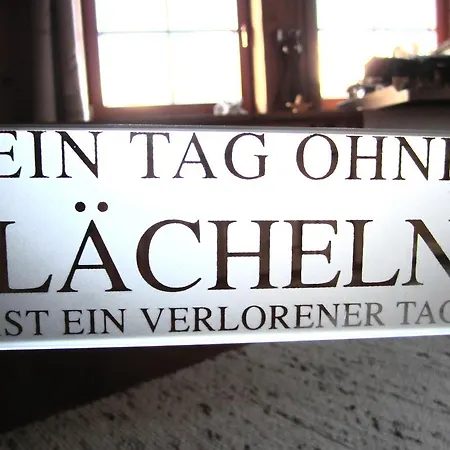 EIN TAG OHNE
LÄCHELN
IST EIN VERLORENER TAG